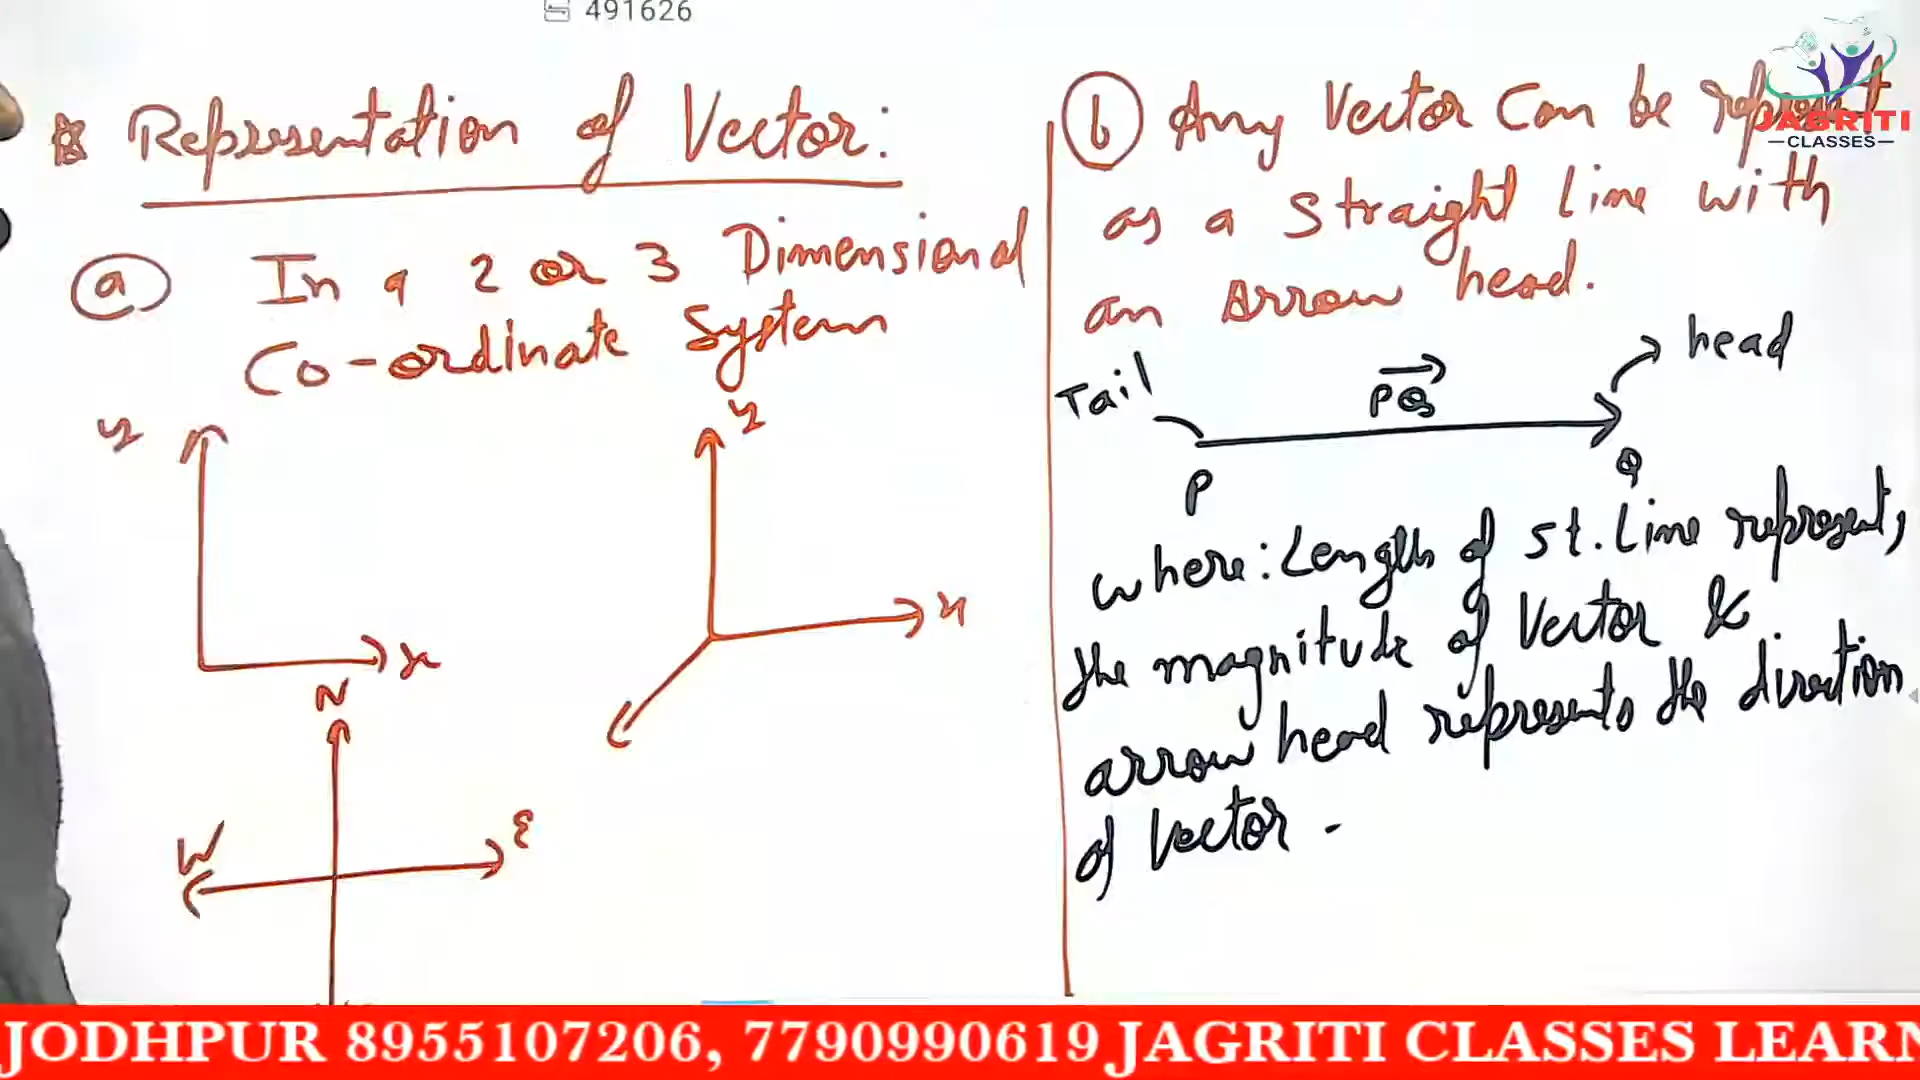 491626
Representation of Vector:
a In a 2 or 3 Dimensional
Co-ordinate System
y
x
y
x
N
W
E
b Any Vector Can be represent
as a Straight Line with
an Arrow head.
Tail
PQ
head
P
Q
where: Length of St. Line represent,
the magnitude of Vector &
arrow head represents the direction
of Vector.
JAGRITI
CLASSES
JODHPUR 8955107206, 7790990619 JAGRITI CLASSES LEARN